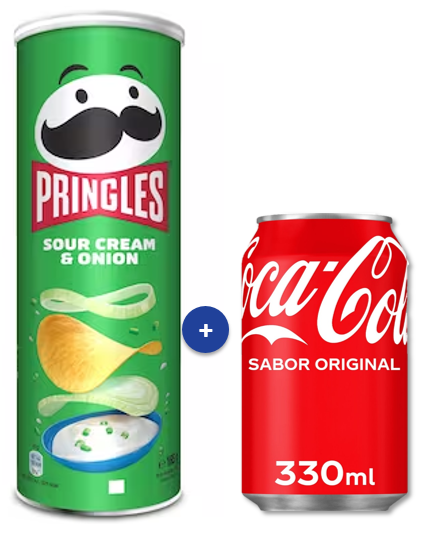 PRINGLES
SOUR CREAM
& ONION
+
Coca-Cola
SABOR ORIGINAL
330ml